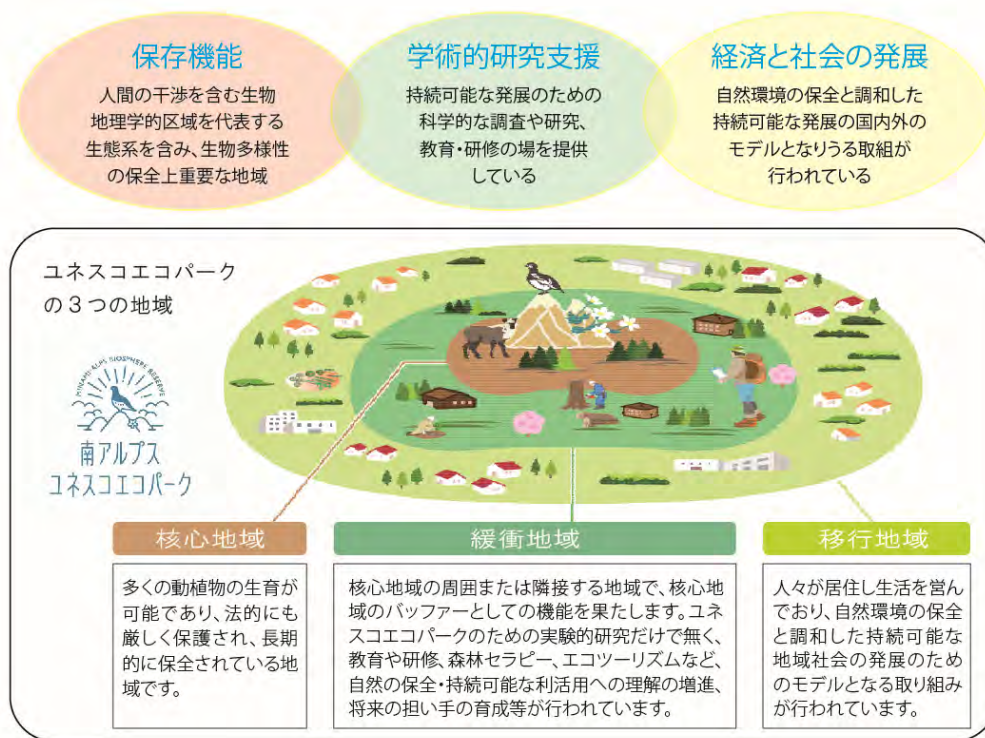 保存機能
人間の干渉を含む生物
地理学的区域を代表する
生態系を含み、生物多様性
の保全上重要な地域
学術的研究支援
持続可能な発展のための
科学的な調査や研究、
教育・研修の場を提供
している
経済と社会の発展
自然環境の保全と調和した
持続可能な発展の国内外の
モデルとなりうる取組が
行われている
ユネスコエコパーク
の3つの地域
MINAMI-ALPS BIOSPHERE RESERVE
南アルプス
ユネスコエコパーク
核心地域
多くの動植物の生育が
可能であり、法的にも
厳しく保護され、長期
的に保全されている地
域です。
緩衝地域
核心地域の周囲または隣接する地域で、核心地
域のバッファーとしての機能を果たします。ユネ
スコエコパークのための実験的研究だけで無く、
教育や研修、森林セラピー、エコツーリズムなど、
自然の保全・持続可能な利活用への理解の増進、
将来の担い手の育成等が行われています。
移行地域
人々が居住し生活を営ん
でおり、自然環境の保全
と調和した持続可能な
地域社会の発展のため
のモデルとなる取り組み
が行われています。